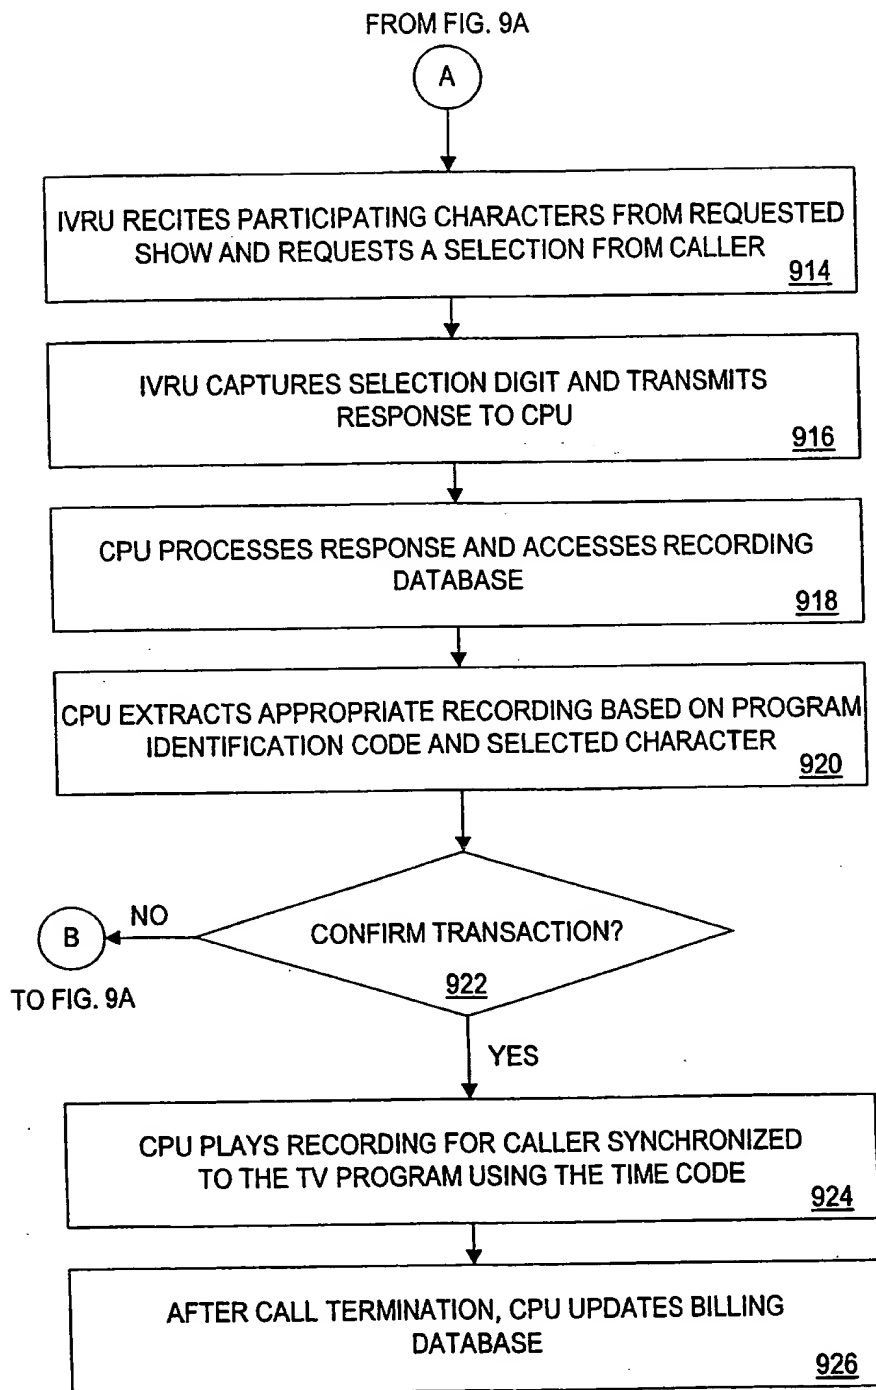 FROM FIG. 9A
A
IVRU RECITES PARTICIPATING CHARACTERS FROM REQUESTED
SHOW AND REQUESTS A SELECTION FROM CALLER
914
IVRU CAPTURES SELECTION DIGIT AND TRANSMITS
RESPONSE TO CPU
916
CPU PROCESSES RESPONSE AND ACCESSES RECORDING
DATABASE
918
CPU EXTRACTS APPROPRIATE RECORDING BASED ON PROGRAM
IDENTIFICATION CODE AND SELECTED CHARACTER
920
B
NO
CONFIRM TRANSACTION?
922
TO FIG. 9A
YES
CPU PLAYS RECORDING FOR CALLER SYNCHRONIZED
TO THE TV PROGRAM USING THE TIME CODE
924
AFTER CALL TERMINATION, CPU UPDATES BILLING
DATABASE
926